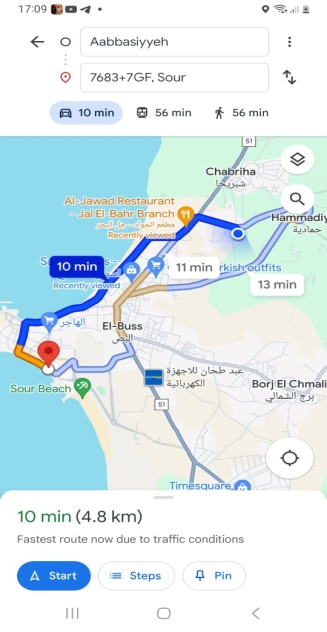 17:09
Aabbasiyyeh
7683+7GF, Sour
10 min
56 min
56 min
51
Chabriha
شبريحا
Al-Jawad Restaurant
- Jal El Bahr Branch
مطعم الجواد - جل البحر
Recently viewed
Hammadiy
حمادية
10 min
11 min
rkish outfits
Recently viewed
13 min
الهاجر
El-Buss
البص
عبد طحان للاجهزة
الكهربائية
Borj El Chmali
برج الشمالي
Sour Beach
51
Timesquare
10 min (4.8 km)
Fastest route now due to traffic conditions
Start
Steps
Pin